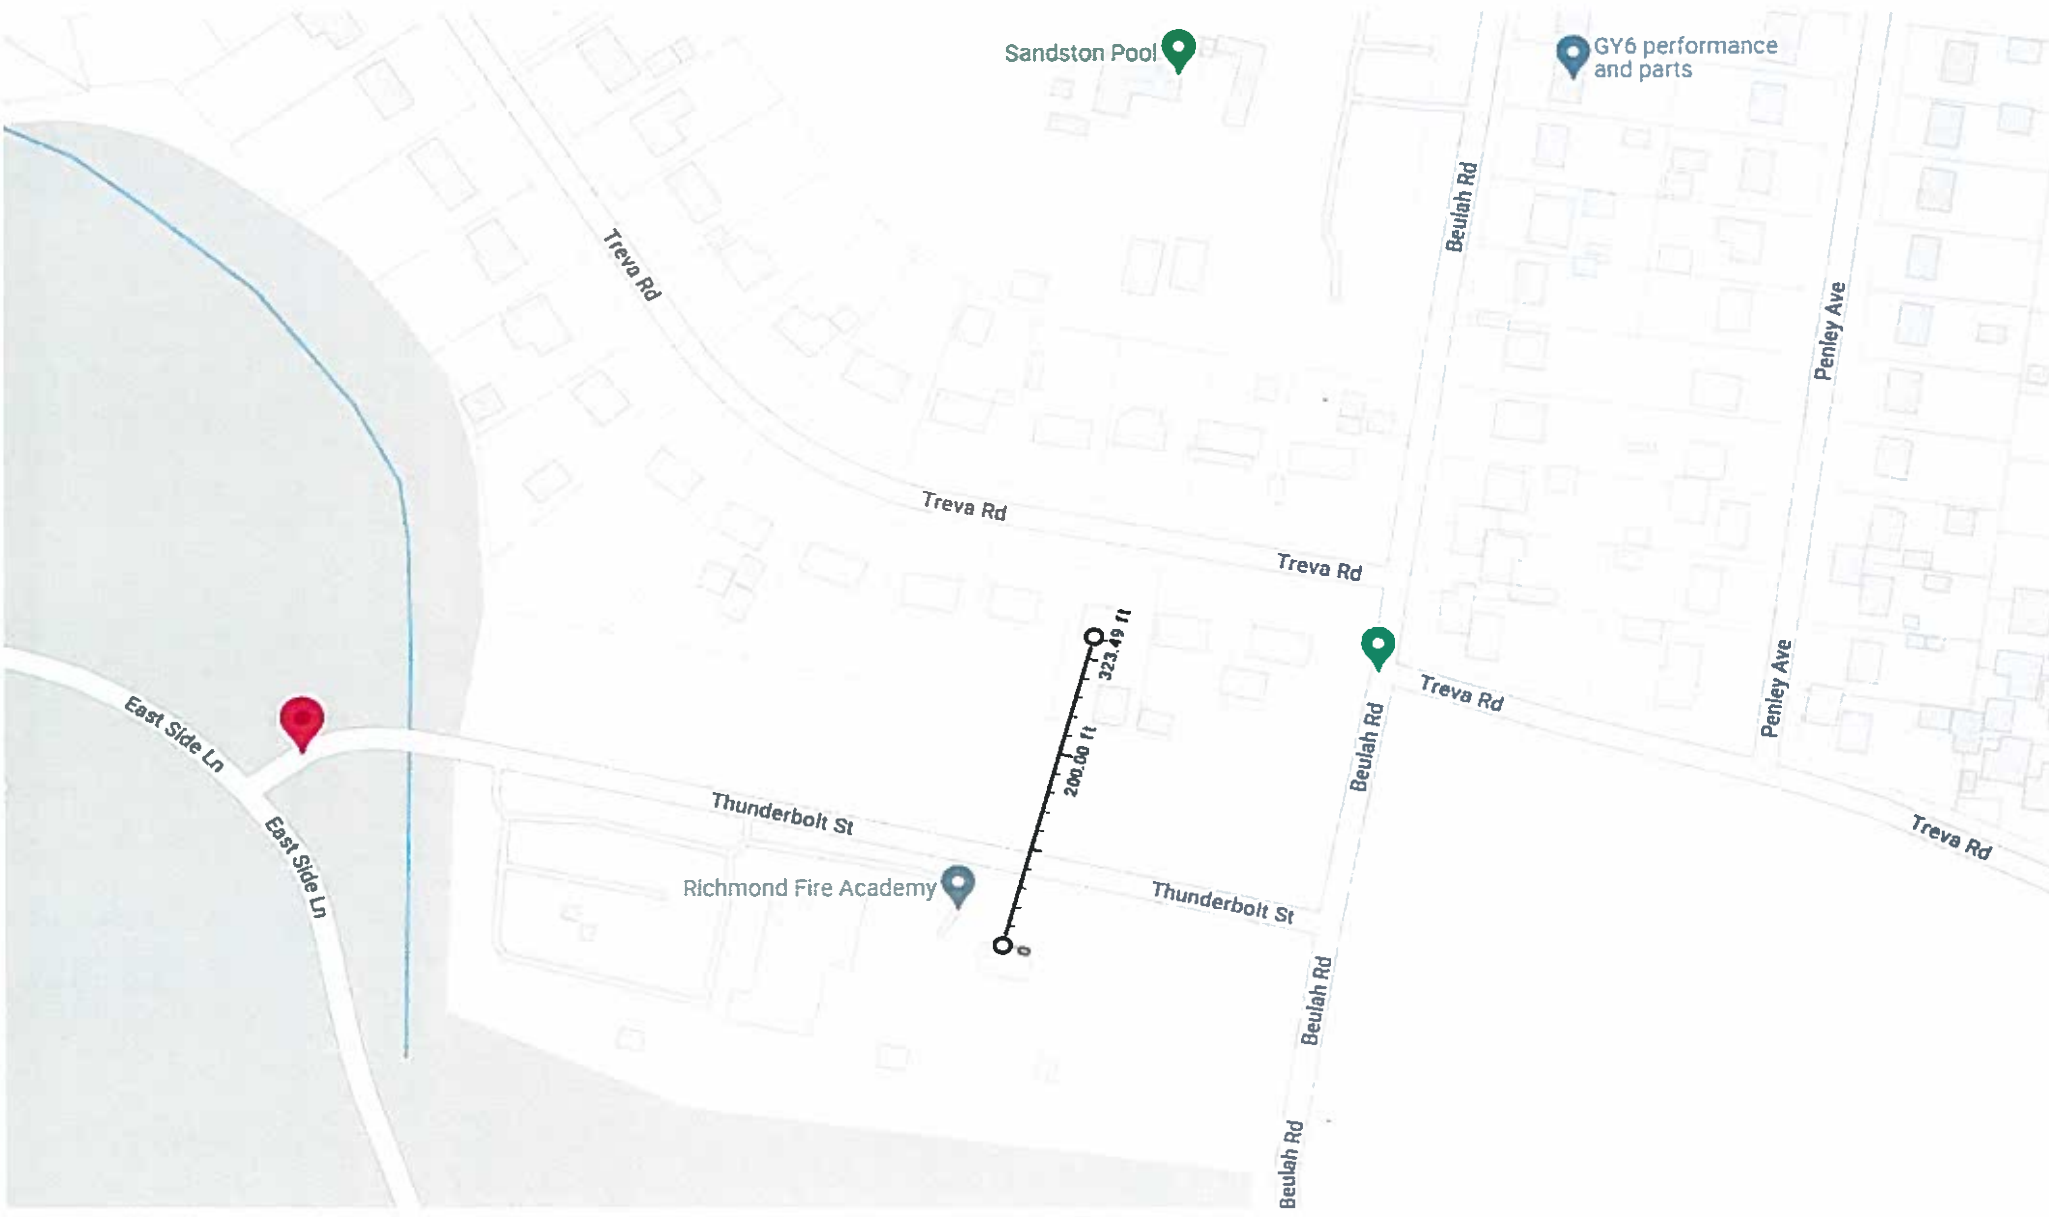 Sandston Pool
GY6 performance
and parts
Beulah Rd
Treva Rd
Penley Ave
Treva Rd
Treva Rd
323.49 ft
Treva Rd
Penley Ave
East Side Ln
Beulah Rd
200.00 ft
Thunderbolt St
East Side Ln
Treva Rd
Richmond Fire Academy
Thunderbolt St
0
Beulah Rd
Beulah Rd